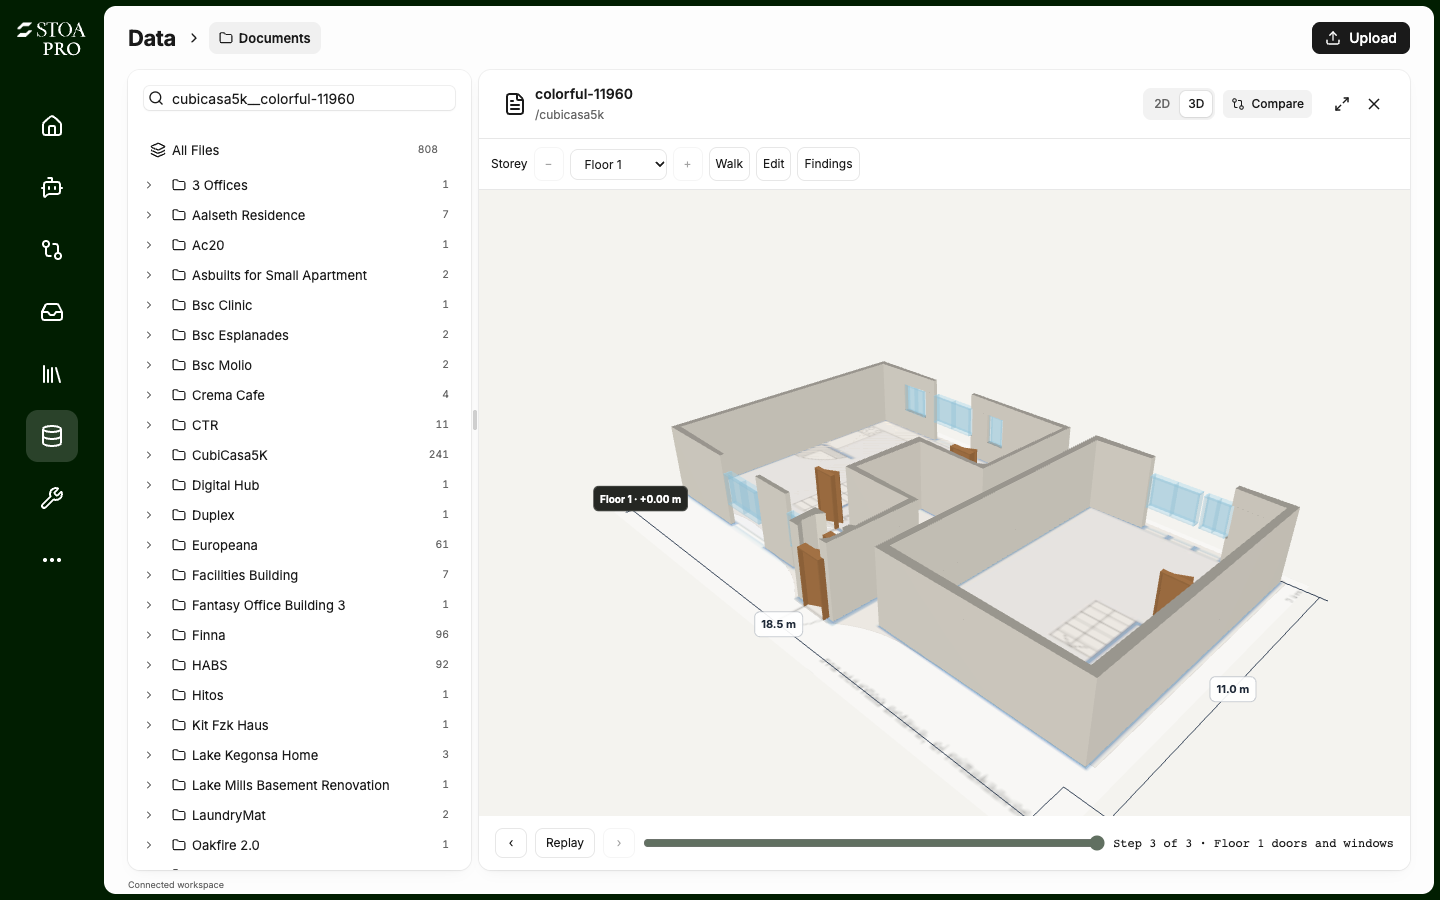 STOA
PRO
Data
Documents
Upload
cubicasa5k__colorful-11960
All Files 808
3 Offices 1
Aalseth Residence 7
Ac20 1
Asbuilts for Small Apartment 2
Bsc Clinic 1
Bsc Esplanades 2
Bsc Molio 2
Crema Cafe 4
CTR 11
CubiCasa5K 241
Digital Hub 1
Duplex 1
Europeana 61
Facilities Building 7
Fantasy Office Building 3 1
Finna 96
HABS 92
Hitos 1
Kit Fzk Haus 1
Lake Kegonsa Home 3
Lake Mills Basement Renovation 1
LaundryMat 2
Oakfire 2.0 1
Connected workspace
colorful-11960
/cubicasa5k
2D 3D Compare
Storey − Floor 1 + Walk Edit Findings
Floor 1 · +0.00 m
18.5 m
11.0 m
‹ Replay › Step 3 of 3 · Floor 1 doors and windows